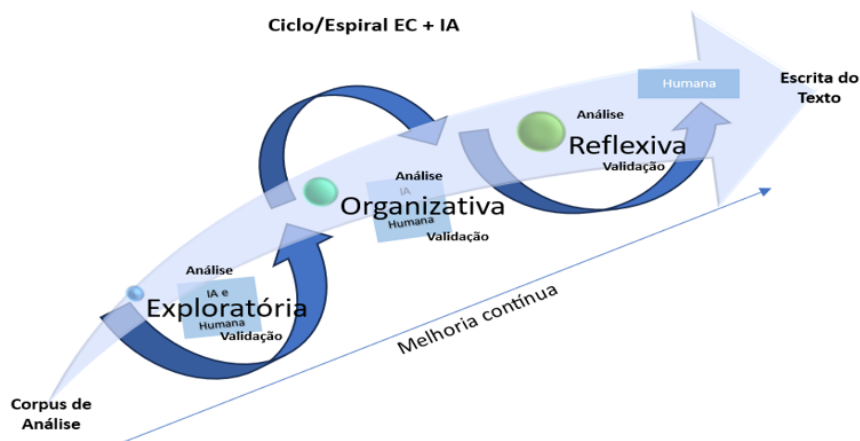 Ciclo/Espiral EC + IA
Escrita do
Texto
Humana
Análise
Reflexiva
Validação
Análise
IA
Organizativa
Humana
Validação
Análise
IA e
Exploratória
Humana
Validação
Melhoria contínua
Corpus de
Análise